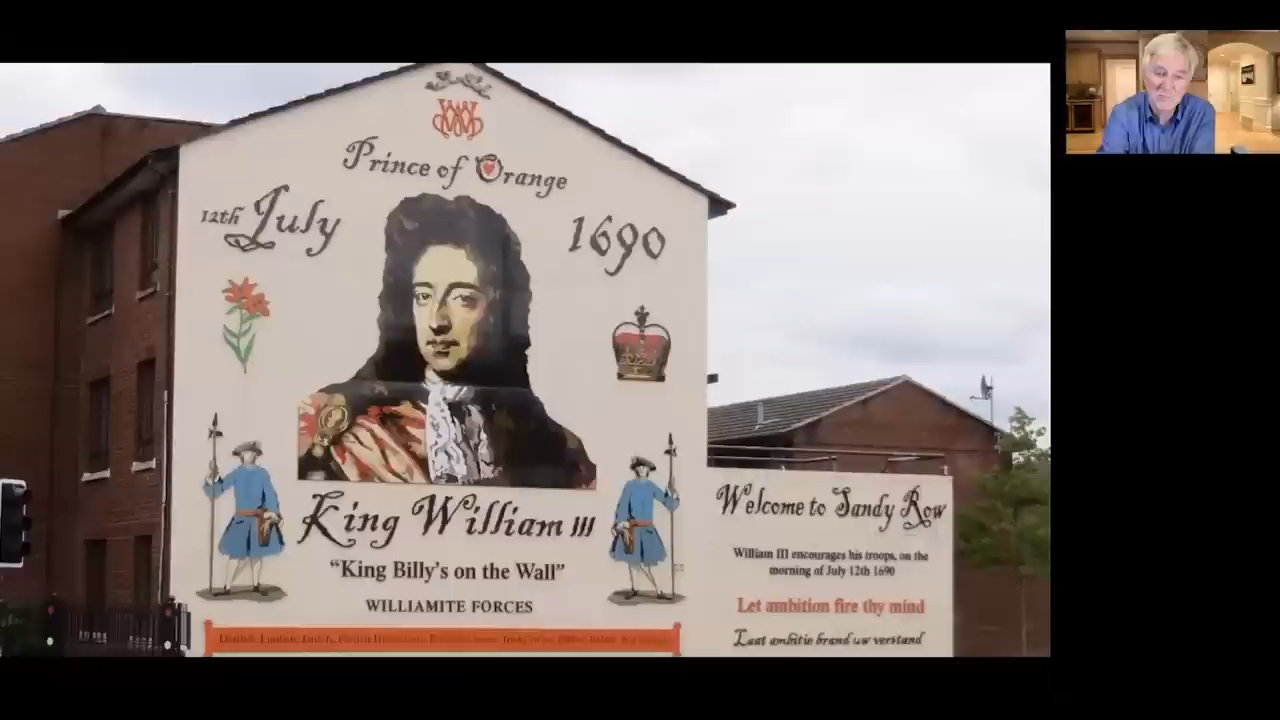 Prince of Orange
12th July
1690
King William III
"King Billy's on the Wall"
WILLIAMITE FORCES
Welcome to Sandy Row
William III encourages his troops, on the
morning of July 12th 1690
Let ambition fire thy mind
Laat ambitie brand uw verstand